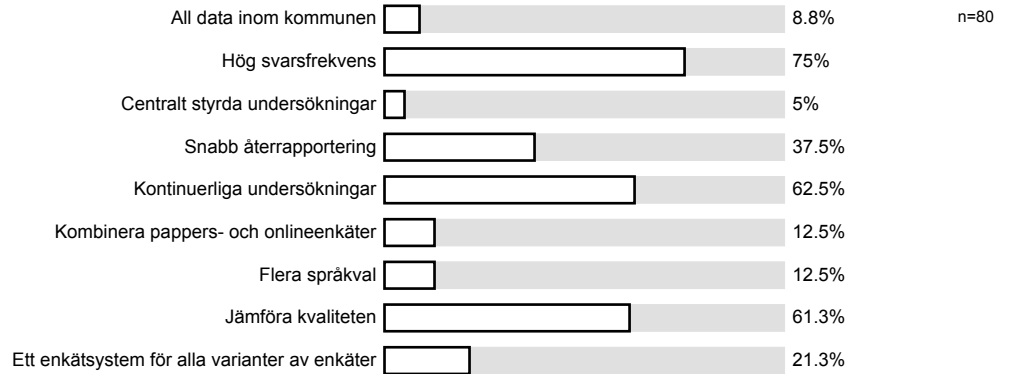 All data inom kommunen 8.8% n=80
Hög svarsfrekvens 75%
Centralt styrda undersökningar 5%
Snabb återrapportering 37.5%
Kontinuerliga undersökningar 62.5%
Kombinera pappers- och onlineenkäter 12.5%
Flera språkval 12.5%
Jämföra kvaliteten 61.3%
Ett enkätsystem för alla varianter av enkäter 21.3%